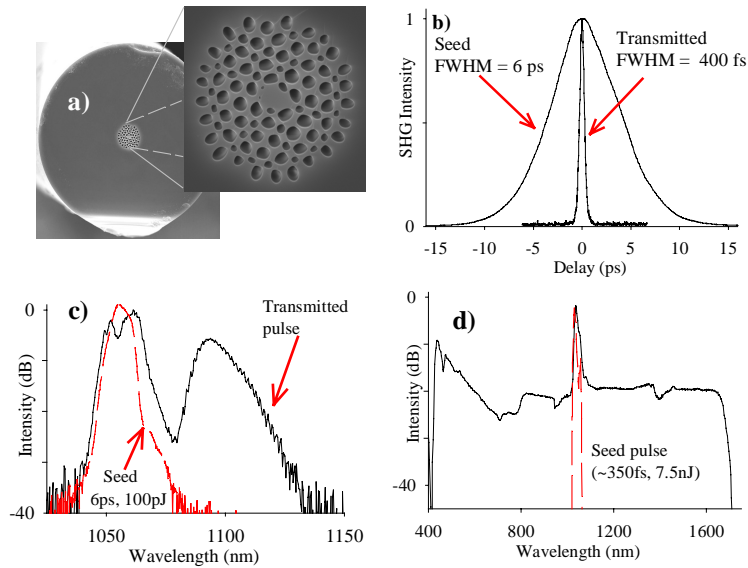 a)
b)
Seed
FWHM = 6 ps
Transmitted
FWHM = 400 fs
SHG Intensity
1
0
-15 -10 -5 0 5 10 15
Delay (ps)
c)
Transmitted
pulse
Seed
6ps, 100pJ
Intensity (dB)
0
-40
1050 1100 1150
Wavelength (nm)
d)
Seed pulse
(~350fs, 7.5nJ)
Intensity (dB)
0
-40
400 800 1200 1600
Wavelength (nm)